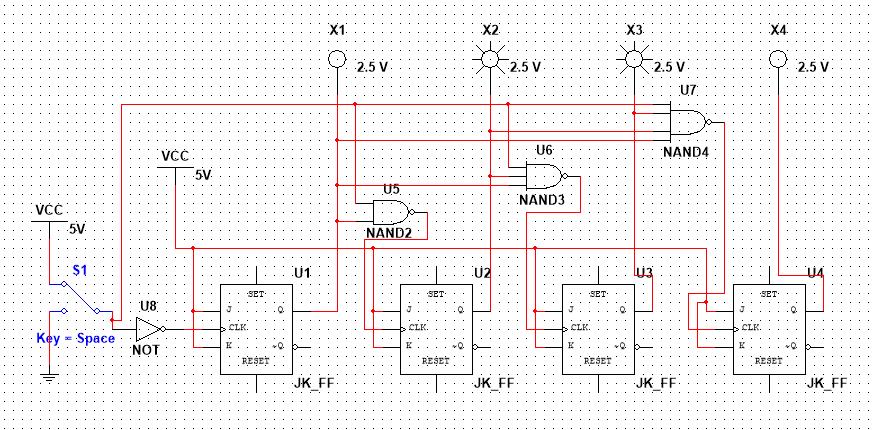 X1 X2 X3 X4
2.5 V 2.5 V 2.5 V 2.5 V
U7
NAND4
U6
NAND3
VCC
5V
U5
NAND2
VCC
5V
S1
Key = Space
U8
NOT
U1 U2 U3 U4
SET SET SET SET
J Q J Q J Q J Q
CLK CLK CLK CLK
K ~Q K ~Q K ~Q K ~Q
RESET RESET RESET RESET
JK_FF JK_FF JK_FF JK_FF